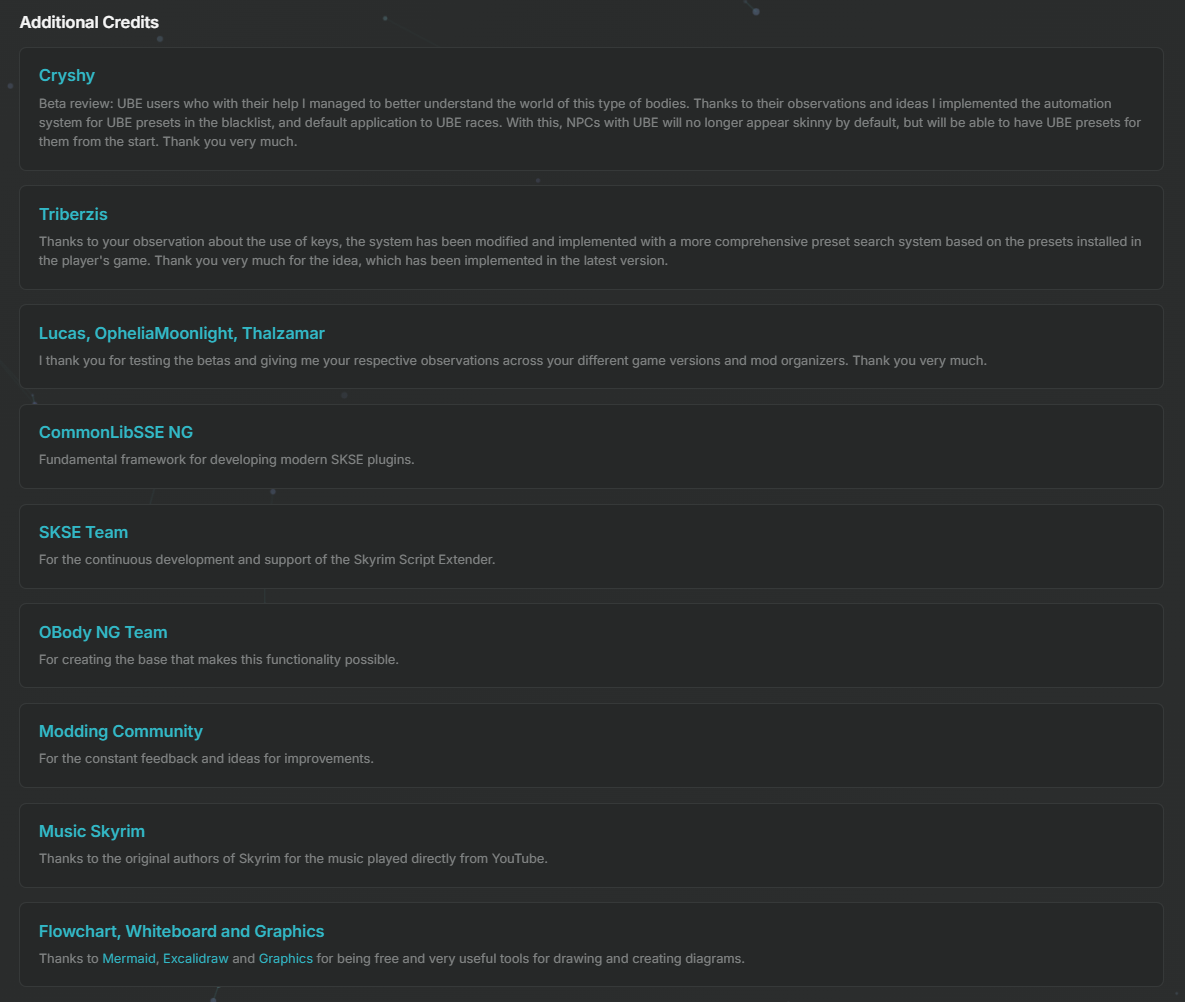 Additional Credits
Cryshy
Beta review: UBE users who with their help I managed to better understand the world of this type of bodies. Thanks to their observations and ideas I implemented the automation
system for UBE presets in the blacklist, and default application to UBE races. With this, NPCs with UBE will no longer appear skinny by default, but will be able to have UBE presets for
them from the start. Thank you very much.
Triberzis
Thanks to your observation about the use of keys, the system has been modified and implemented with a more comprehensive preset search system based on the presets installed in
the player's game. Thank you very much for the idea, which has been implemented in the latest version.
Lucas, OpheliaMoonlight, Thalzamar
I thank you for testing the betas and giving me your respective observations across your different game versions and mod organizers. Thank you very much.
CommonLibSSE NG
Fundamental framework for developing modern SKSE plugins.
SKSE Team
For the continuous development and support of the Skyrim Script Extender.
OBody NG Team
For creating the base that makes this functionality possible.
Modding Community
For the constant feedback and ideas for improvements.
Music Skyrim
Thanks to the original authors of Skyrim for the music played directly from YouTube.
Flowchart, Whiteboard and Graphics
Thanks to Mermaid, Excalidraw and Graphics for being free and very useful tools for drawing and creating diagrams.